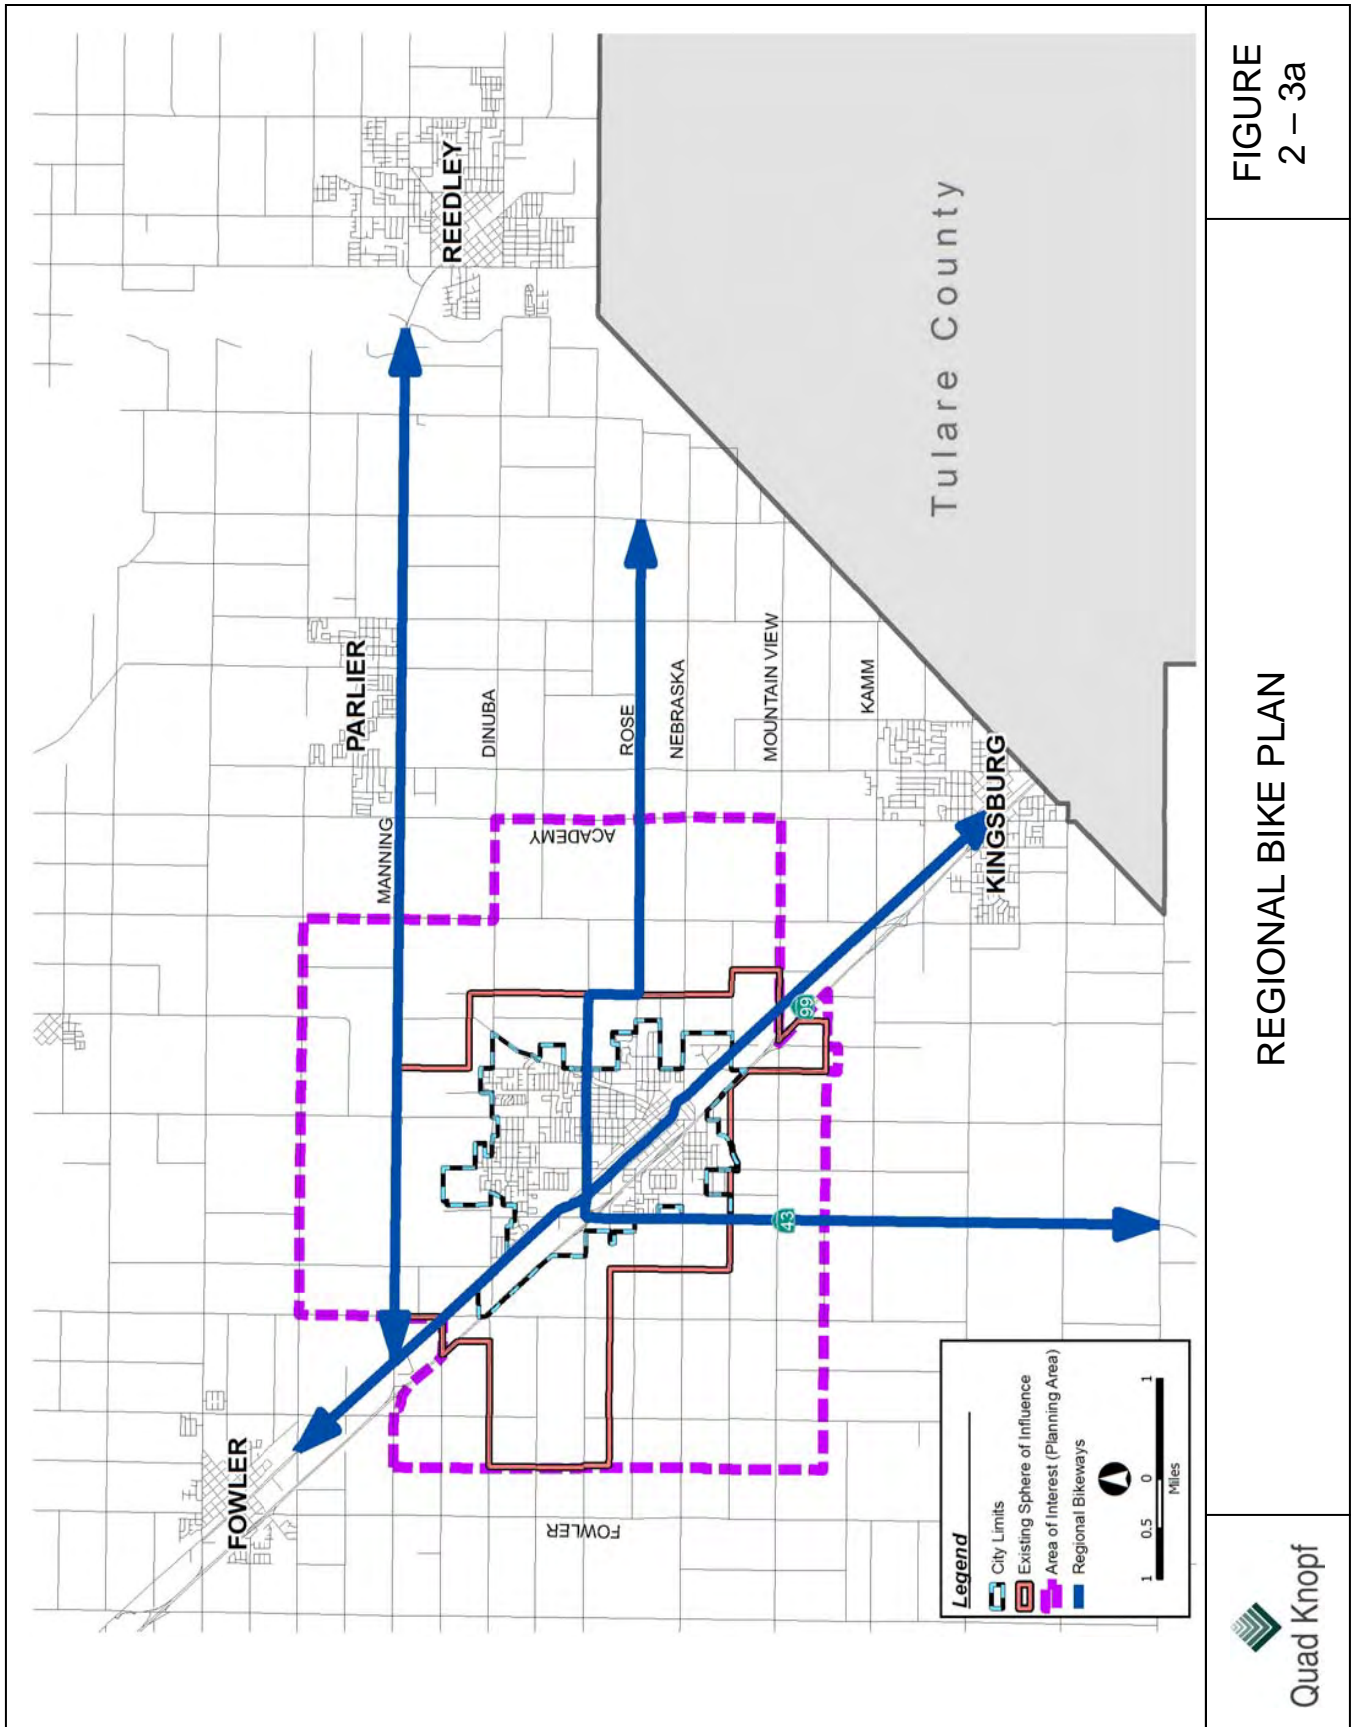 FOWLER
PARLIER
REEDLEY
MANNING
DINUBA
ACADEMY
ROSE
NEBRASKA
MOUNTAIN VIEW
KAMM
KINGSBURG
FOWLER
99
43
Tulare County
Legend
City Limits
Existing Sphere of Influence
Area of Interest (Planning Area)
Regional Bikeways
1 0.5 0 1
Miles
Quad Knopf
REGIONAL BIKE PLAN
FIGURE
2 – 3a